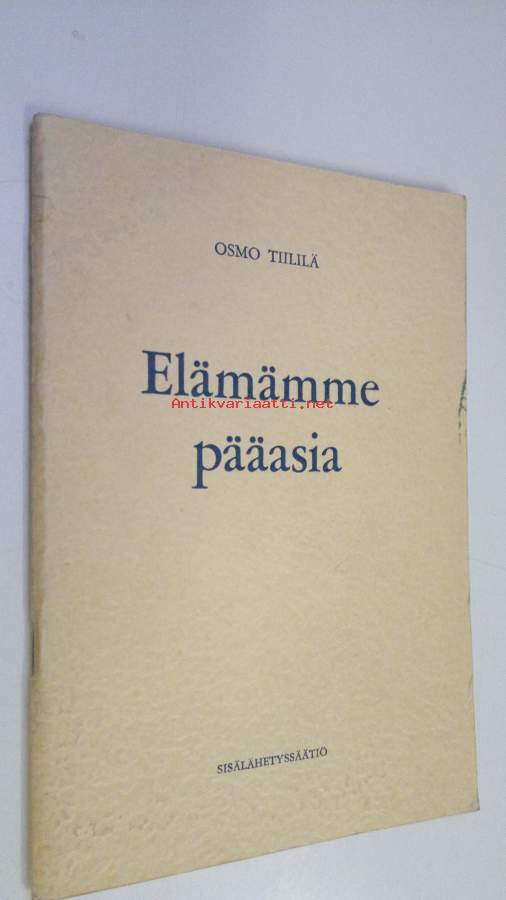 OSMO TIILILÄ
Elämämme
Antikvariaatti.net
pääasia
SISÄLÄHETYSSÄÄTIÖ